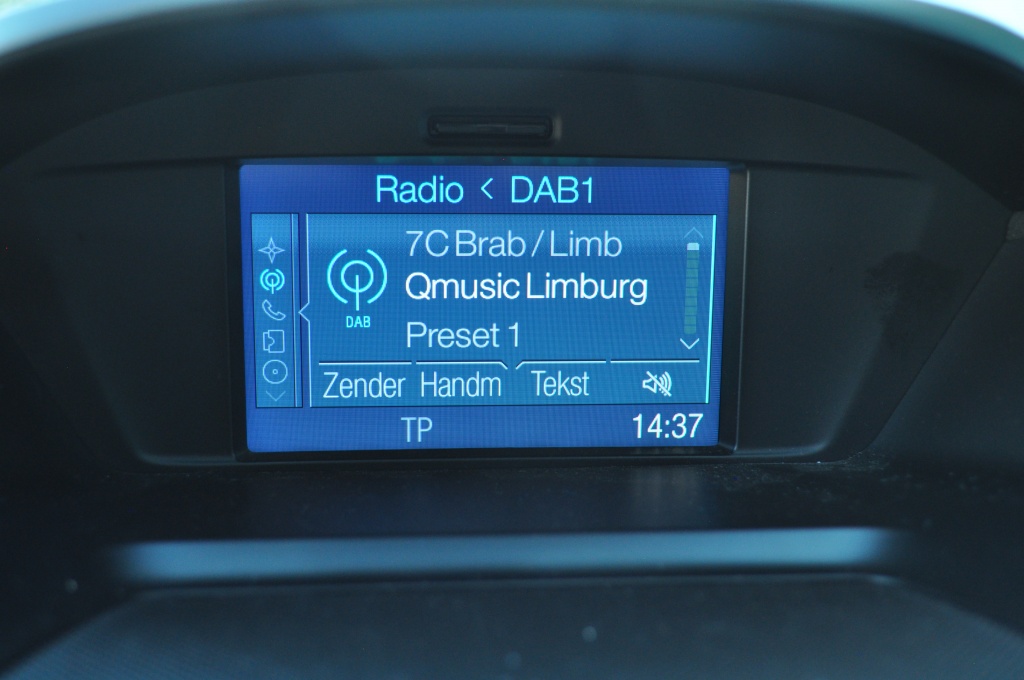 Radio < DAB1
7C Brab / Limb
Qmusic Limburg
DAB
Preset 1
Zender Handm Tekst
TP 14:37